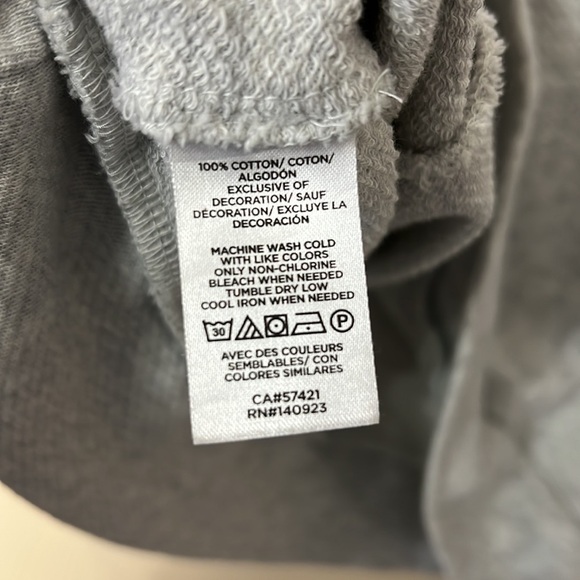 100% COTTON/ COTON/
ALGODÓN
EXCLUSIVE OF
DECORATION/ SAUF
DÉCORATION/ EXCLUYE LA
DECORACIÓN
MACHINE WASH COLD
WITH LIKE COLORS
ONLY NON-CHLORINE
BLEACH WHEN NEEDED
TUMBLE DRY LOW
COOL IRON WHEN NEEDED
30 P
AVEC DES COULEURS
SEMBLABLES/ CON
COLORES SIMILARES
CA#57421
RN#140923